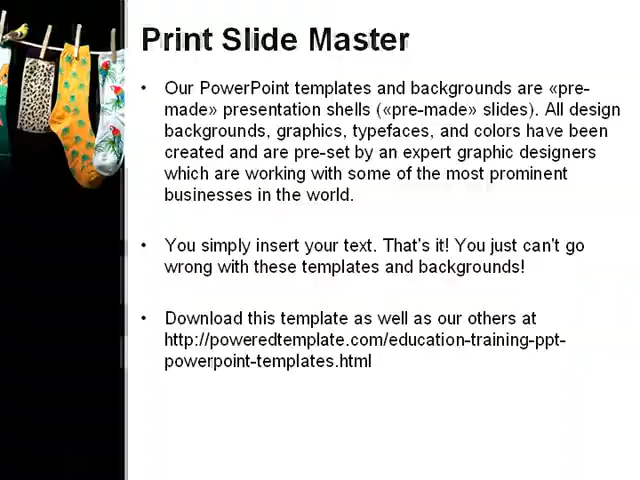 Print Slide Master
• Our PowerPoint templates and backgrounds are «pre-
made» presentation shells («pre-made» slides). All design
backgrounds, graphics, typefaces, and colors have been
created and are pre-set by an expert graphic designers
which are working with some of the most prominent
businesses in the world.
• You simply insert your text. That's it! You just can't go
wrong with these templates and backgrounds!
• Download this template as well as our others at
http://poweredtemplate.com/education-training-ppt-
powerpoint-templates.html